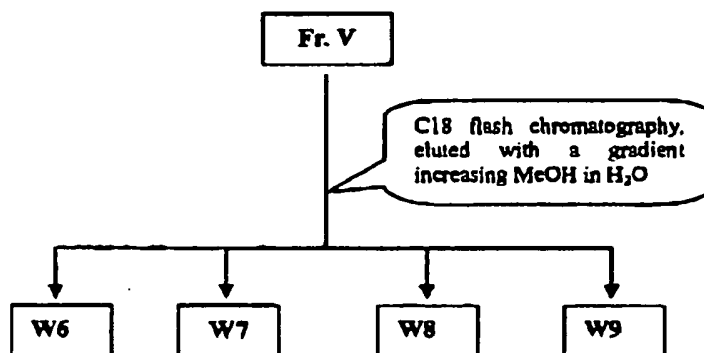 Fr. V
C18 flash chromatography,
eluted with a gradient
increasing MeOH in H₂O
W6
W7
W8
W9